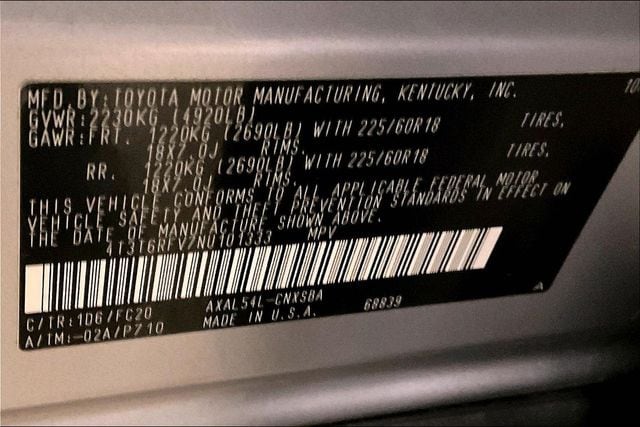 MFD.BY:TOYOTA MOTOR MANUFACTURING, KENTUCKY, INC. 10
GVWR:2230KG (4920LB)
GAWR:FRT. 1220KG (2690LB) WITH 225/60R18 TIRES,
18X7.0J RIMS.
RR. 1220KG (2690LB) WITH 225/60R18 TIRES,
18X7.0J RIMS.
THIS VEHICLE CONFORMS TO ALL APPLICABLE FEDERAL MOTOR
VEHICLE SAFETY AND THEFT PREVENTION STANDARDS IN EFFECT ON
THE DATE OF MANUFACTURE SHOWN ABOVE.
4T3T6RFV7NU101333 MPV
C/TR:1D6/FC20 AXAL54L-CNXSBA 68839 A
A/TM:-02A/PZ10 MADE IN U.S.A.